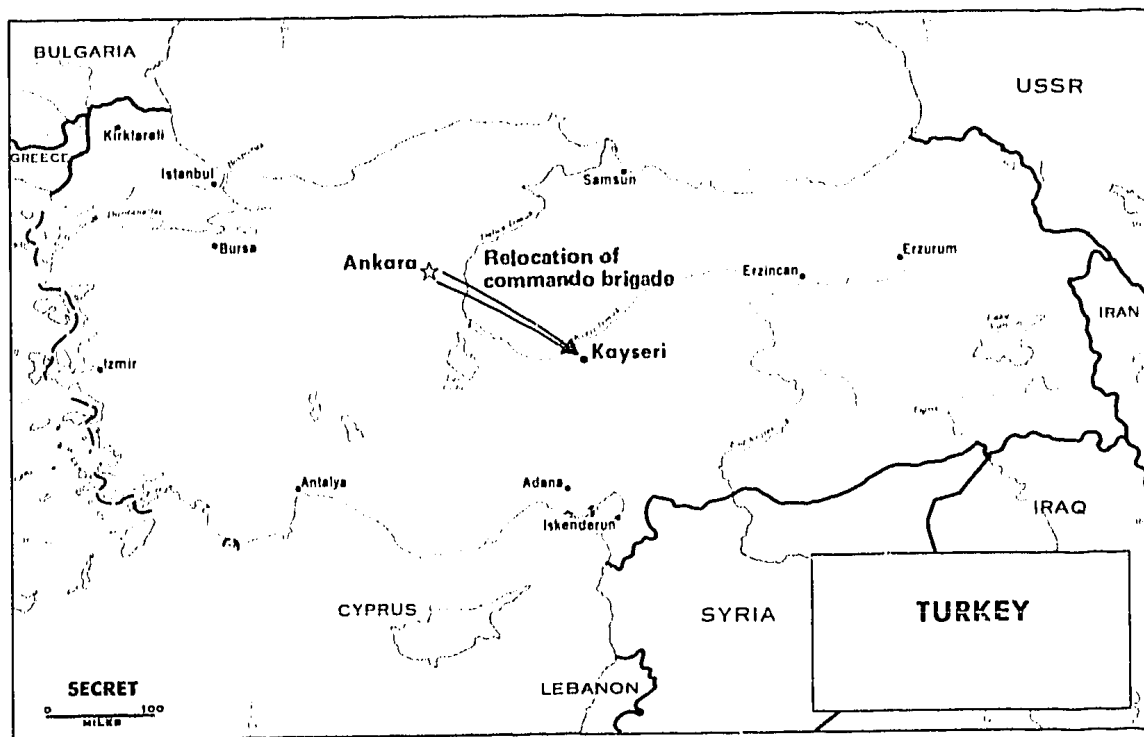 BULGARIA
USSR
Kirklareli
GREECE
Istanbul
Samsun
Bursa
Ankara
Relocation of
commando brigade
Erzincan
Erzurum
IRAN
Kayseri
Izmir
Antalya
Adana
Iskenderun
IRAQ
CYPRUS
SYRIA
TURKEY
LEBANON
SECRET
0 100
MILES